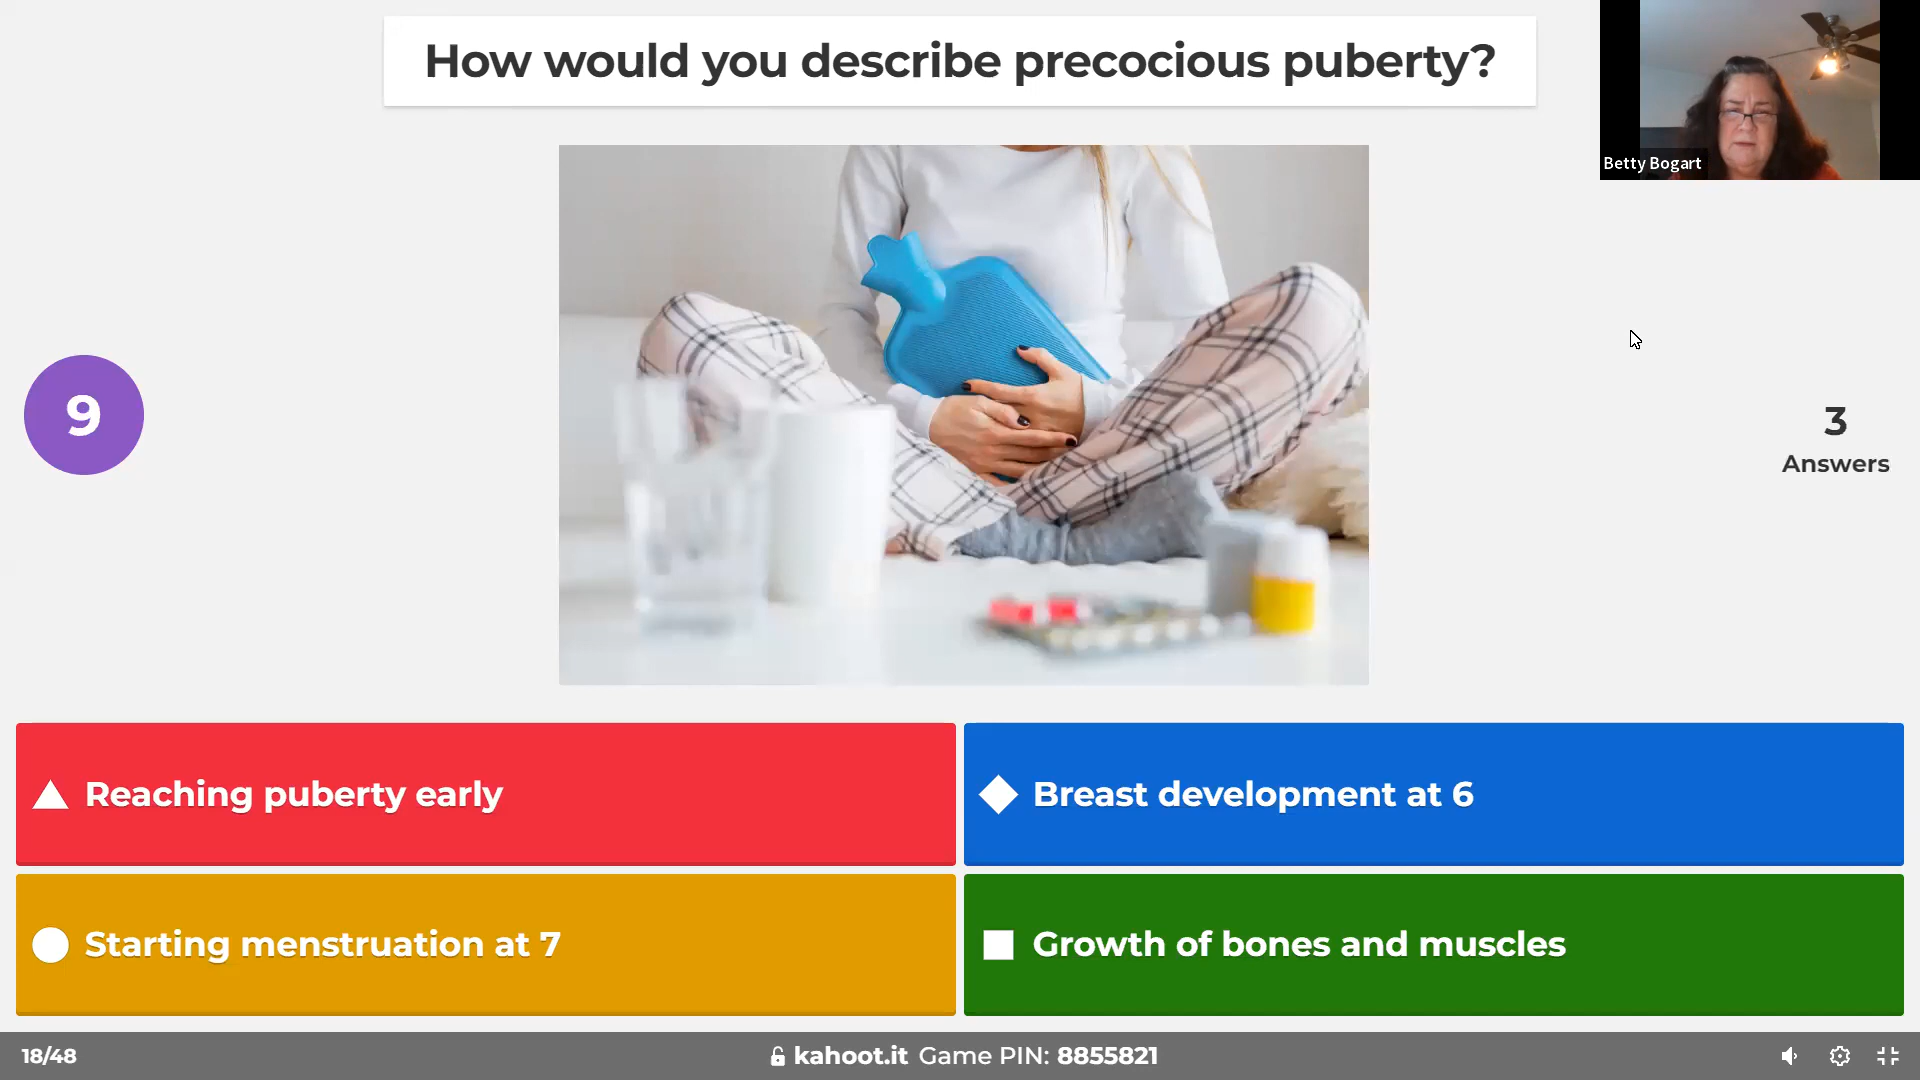 How would you describe precocious puberty?
Betty Bogart
9
3
Answers
Reaching puberty early
Breast development at 6
Starting menstruation at 7
Growth of bones and muscles
18/48
kahoot.it Game PIN: 8855821